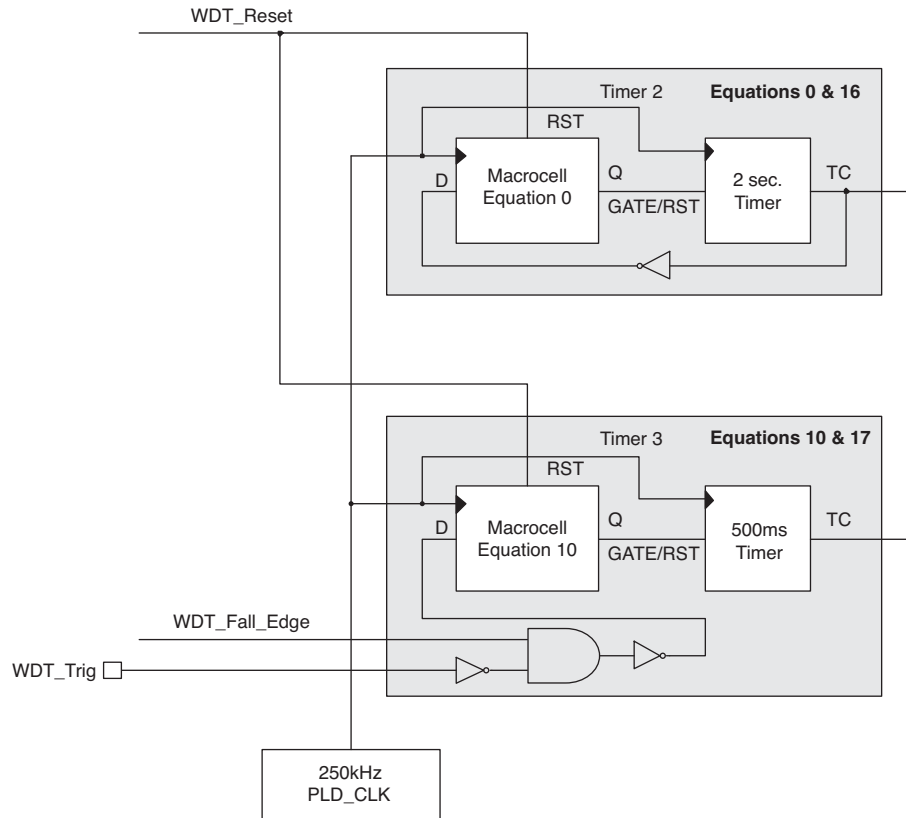 WDT_Reset
Timer 2
Equations 0 & 16
RST
D
Macrocell
Equation 0
Q
GATE/RST
2 sec.
Timer
TC
Timer 3
Equations 10 & 17
RST
D
Macrocell
Equation 10
Q
GATE/RST
500ms
Timer
TC
WDT_Fall_Edge
WDT_Trig
250kHz
PLD_CLK